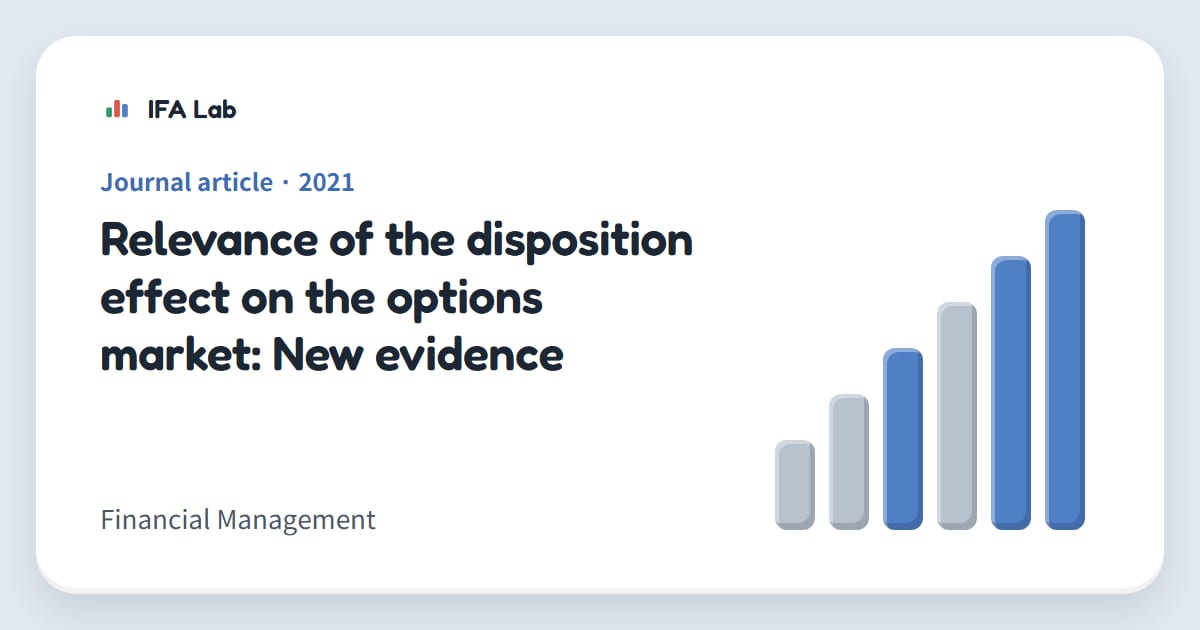 IFA Lab
Journal article · 2021
Relevance of the disposition
effect on the options
market: New evidence
Financial Management